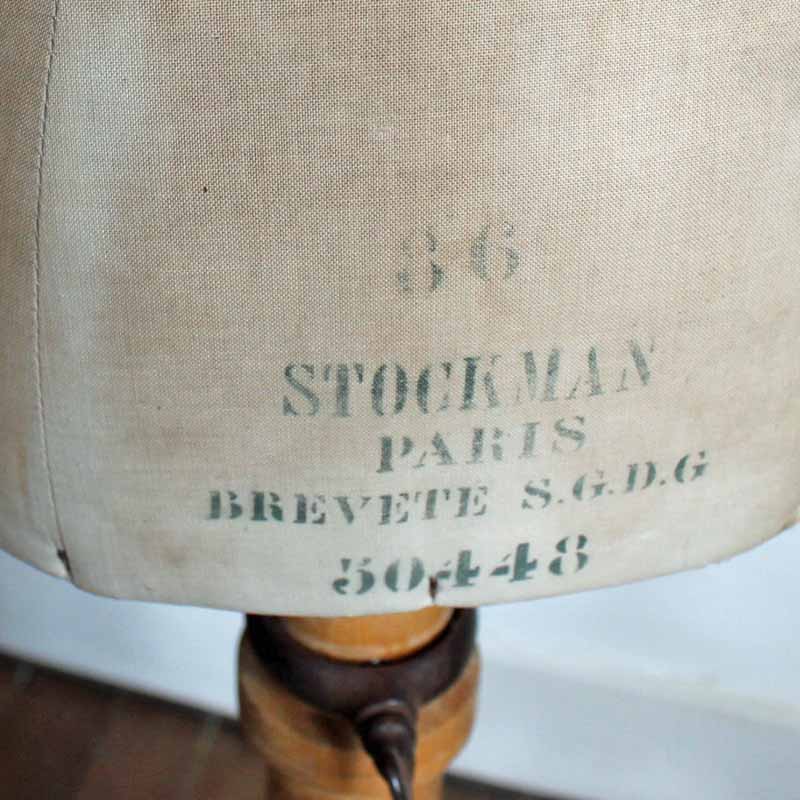 36
STOCKMAN
PARIS
BREVETE S.G.D.G
50448